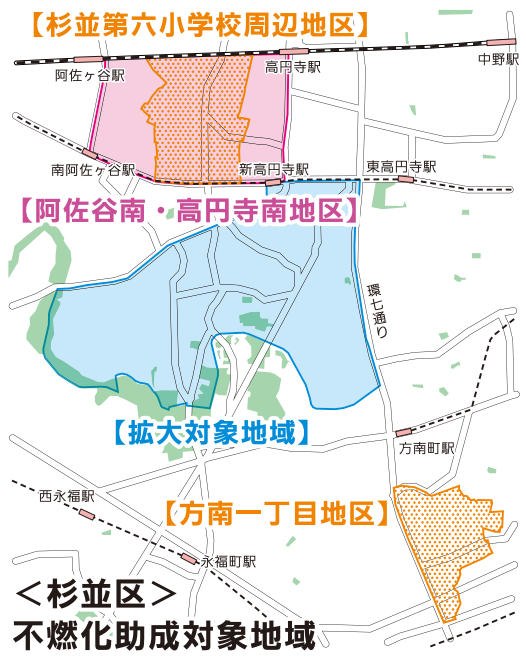 【杉並第六小学校周辺地区】
中野駅
高円寺駅
阿佐ヶ谷駅
南阿佐ヶ谷駅
新高円寺駅
東高円寺駅
【阿佐谷南・高円寺南地区】
環七通り
【拡大対象地域】
方南町駅
西永福駅
【方南一丁目地区】
永福町駅
＜杉並区＞
不燃化助成対象地域